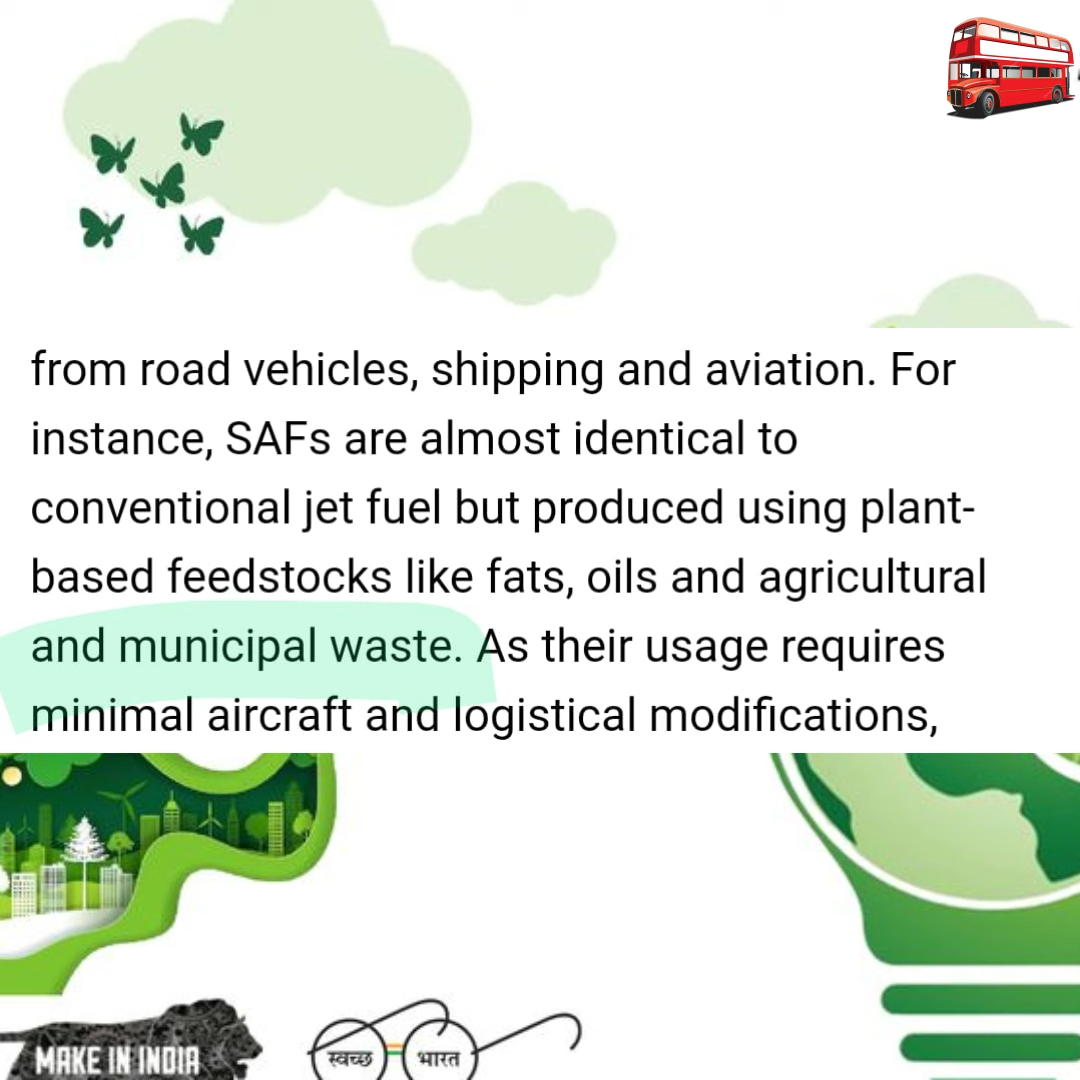 from road vehicles, shipping and aviation. For
instance, SAFs are almost identical to
conventional jet fuel but produced using plant-
based feedstocks like fats, oils and agricultural
and municipal waste. As their usage requires
minimal aircraft and logistical modifications,
MAKE IN INDIA
स्वच्छ भारत